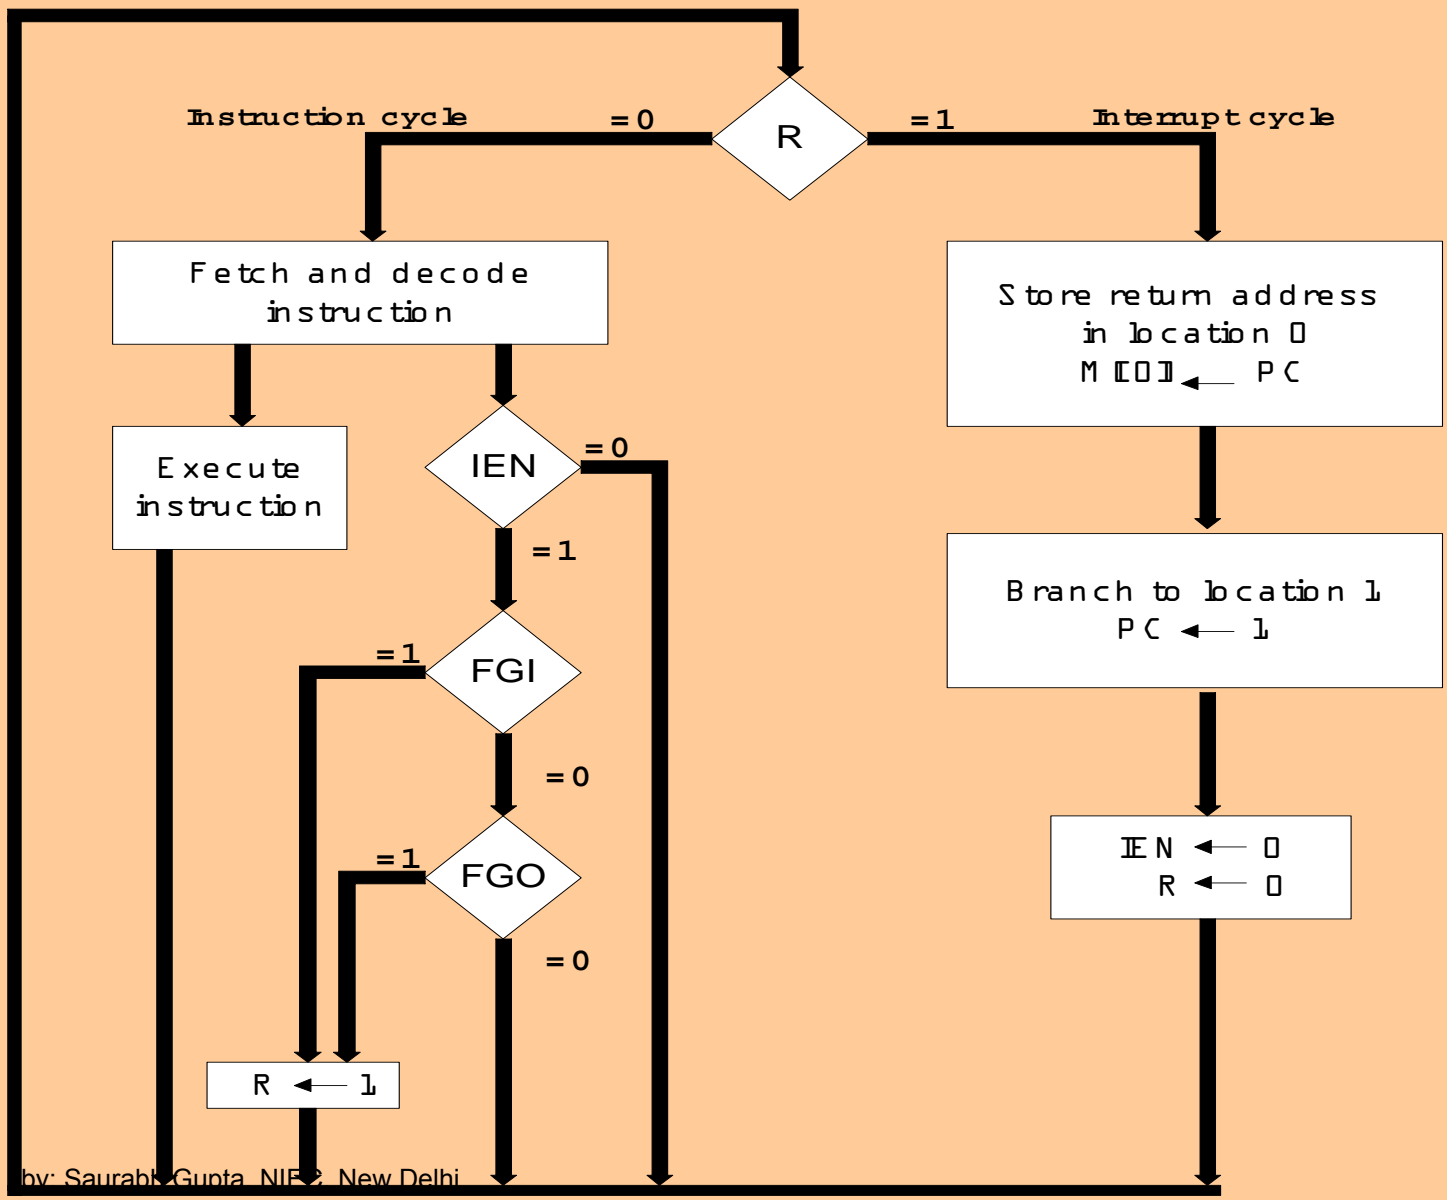 Instruction cycle
=0
R
=1
Interrupt cycle
Fetch and decode
instruction
Store return address
in location 0
M[0] ← PC
Execute
instruction
IEN
=0
=1
Branch to location 1
PC ← 1
FGI
=1
=0
FGO
=1
=0
IEN ← 0
R ← 0
R ← 1
by: Saurabh Gupta, New Delhi